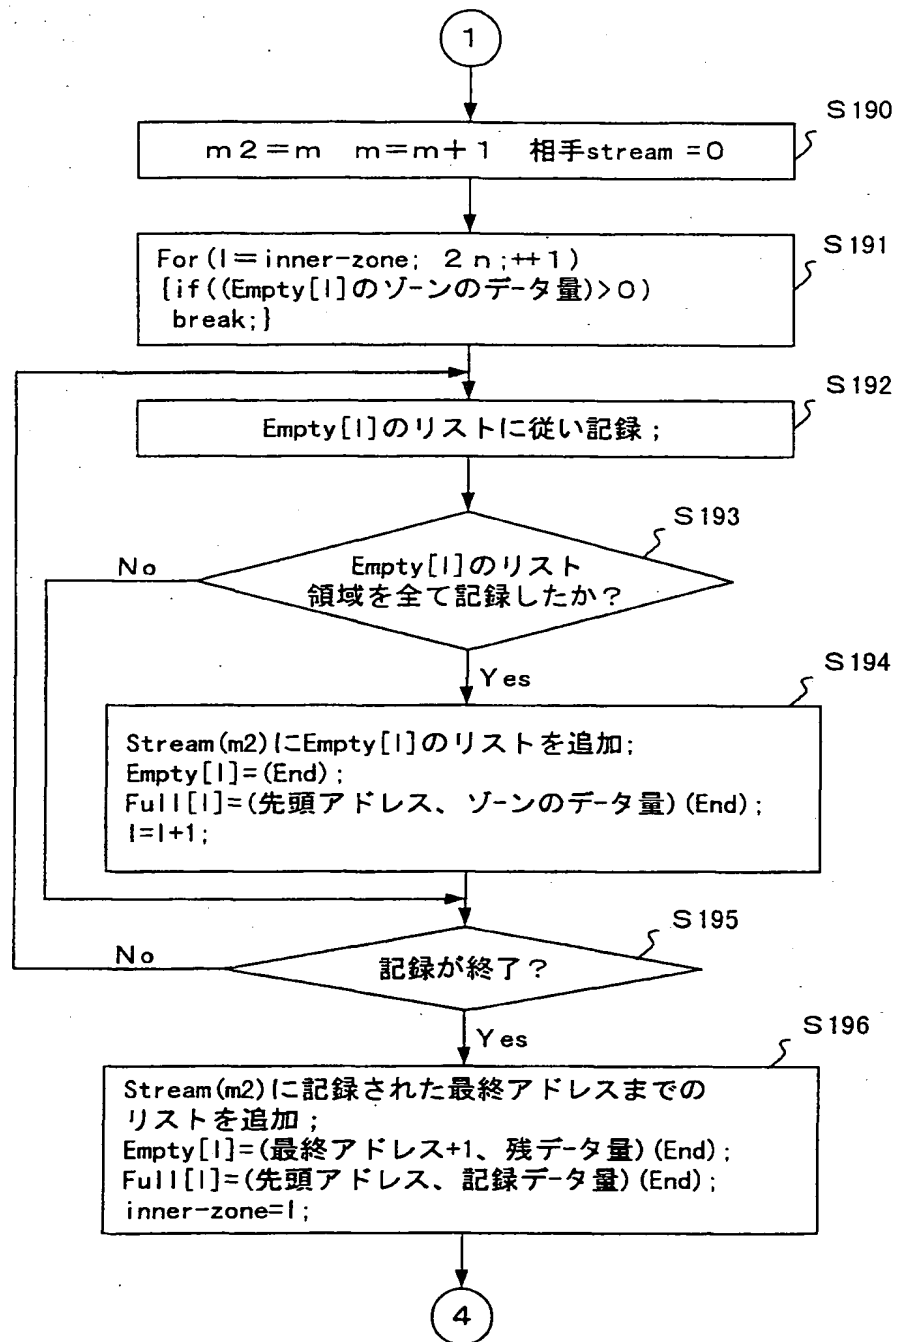 1
S190
m2=m m=m+1 相手stream =0
S191
For(l=inner-zone; 2n;++1)
{if((Empty[l]のゾーンのデータ量)>0)
break;}
S192
Empty[l]のリストに従い記録;
S193
No
Empty[l]のリスト
領域を全て記録したか?
Yes
S194
Stream(m2)にEmpty[l]のリストを追加;
Empty[l]=(End);
Full[l]=(先頭アドレス、ゾーンのデータ量)(End);
l=l+1;
S195
No
記録が終了?
Yes
S196
Stream(m2)に記録された最終アドレスまでの
リストを追加;
Empty[l]=(最終アドレス+1、残データ量)(End);
Full[l]=(先頭アドレス、記録データ量)(End);
inner-zone=l;
4